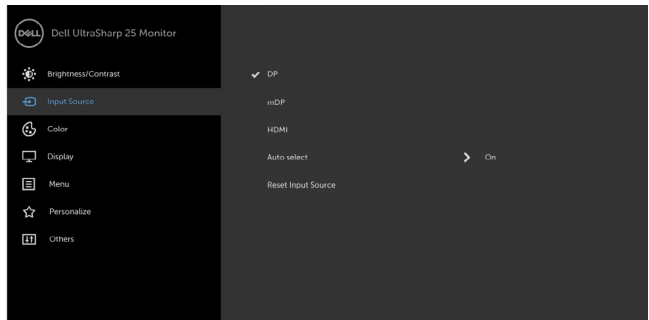 DELL Dell UltraSharp 25 Monitor
Brightness/Contrast
DP
Input Source
mDP
Color
HDMI
Display
Auto select
On
Menu
Reset Input Source
Personalize
Others